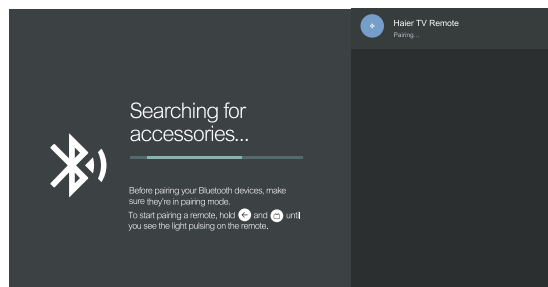 Searching for
accessories...
Before pairing your Bluetooth devices, make
sure they're in pairing mode.
To start pairing a remote, hold and until
you see the light pulsing on the remote.
Haier TV Remote
Pairing...